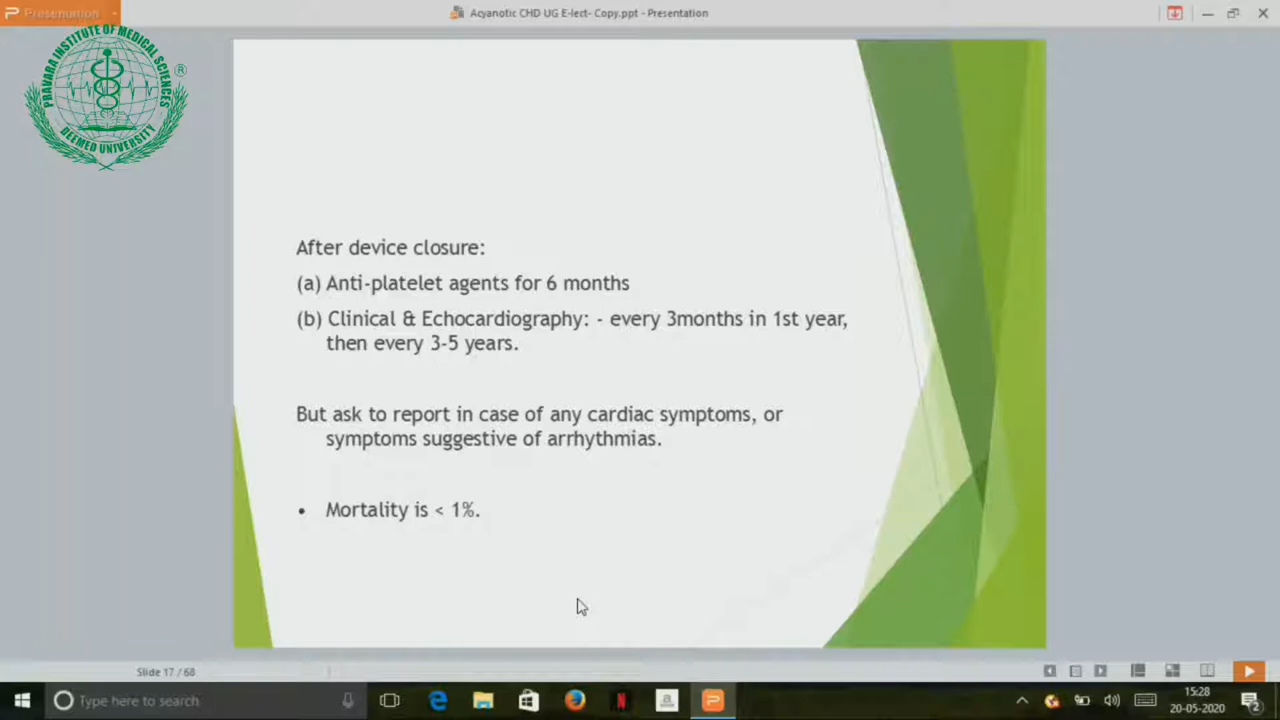 Presentation
Acyanotic CHD UG E-lect- Copy.ppt - Presentation
PRAVARA INSTITUTE OF MEDICAL SCIENCES
®
DEEMED UNIVERSITY
After device closure:
(a) Anti-platelet agents for 6 months
(b) Clinical & Echocardiography: - every 3months in 1st year,
then every 3-5 years.
But ask to report in case of any cardiac symptoms, or
symptoms suggestive of arrhythmias.
• Mortality is < 1%.
Slide 17 / 68
Type here to search
15:28
20-05-2020
2